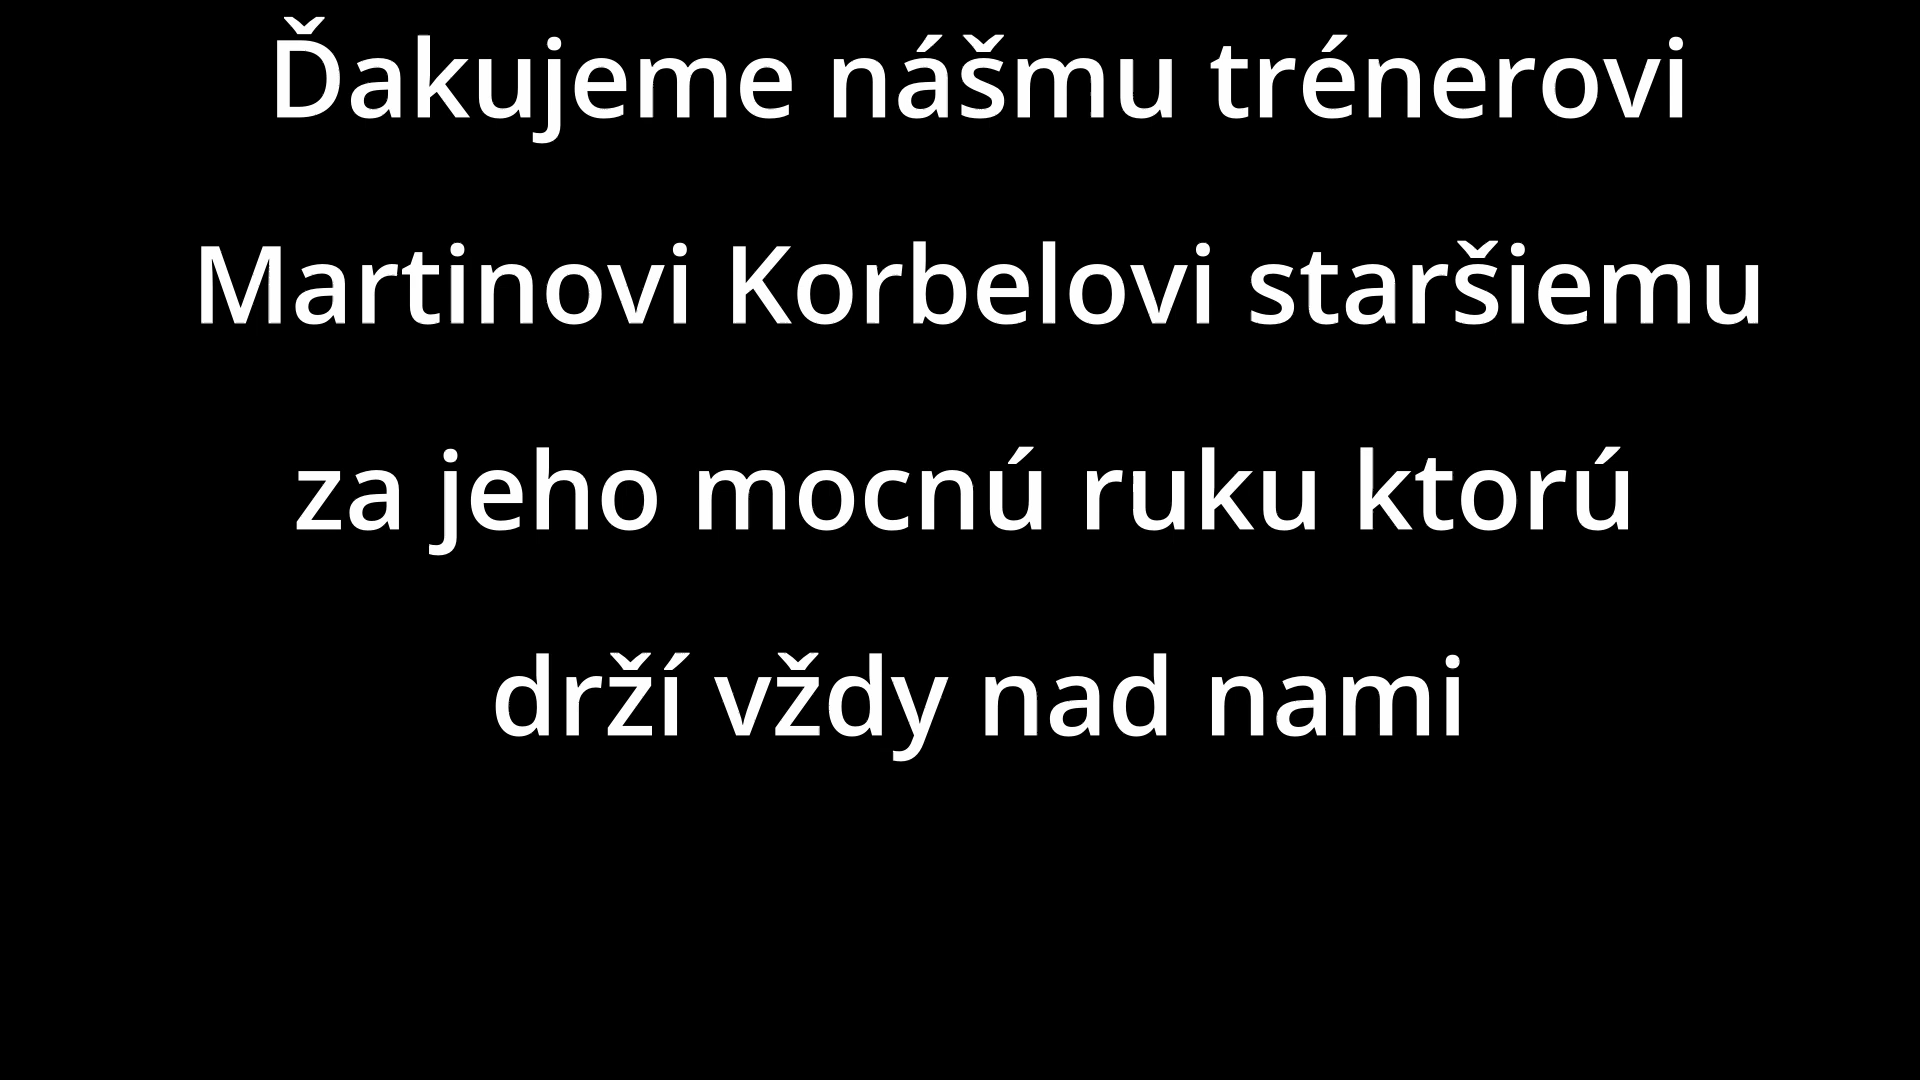 Ďakujeme nášmu trénerovi
Martinovi Korbelovi staršiemu
za jeho mocnú ruku ktorú
drží vždy nad nami